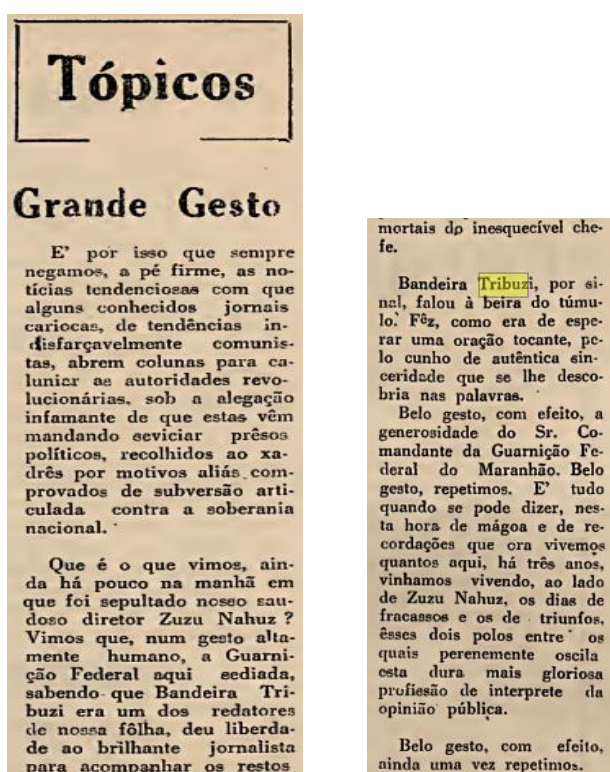 Tópicos
Grande Gesto
E' por isso que sempre
negamos, a pé firme, as no-
tícias tendenciosas com que
alguns conhecidos jornais
cariocas, de tendências in-
disfarçavelmente comunis-
tas, abrem colunas para ca-
luniar as autoridades revo-
lucionárias, sob a alegação
infamante de que estas vêm
mandando seviciar prêsos
políticos, recolhidos ao xa-
drês por motivos aliás com-
provados de subversão arti-
culada contra a soberania
nacional.
Que é o que vimos, ain-
da há pouco na manhã em
que foi sepultado nosso sau-
doso diretor Zuzu Nahuz ?
Vimos que, num gesto alta-
mente humano, a Guarni-
ção Federal aqui sediada,
sabendo que Bandeira Tri-
buzi era um dos redatores
de nossa fôlha, deu liberda-
de ao brilhante jornalista
para acompanhar os restos
mortais do inesquecível che-
fe.
Bandeira Tribuzi, por si-
nal, falou à beira do túmu-
lo. Fêz, como era de espe-
rar uma oração tocante, pe-
lo cunho de autêntica sin-
ceridade que se lhe desco-
bria nas palavras.
Belo gesto, com efeito, a
generosidade do Sr. Co-
mandante da Guarnição Fe-
deral do Maranhão. Belo
gesto, repetimos. E' tudo
quando se pode dizer, nes-
ta hora de mágoa e de re-
cordações que ora vivemos
quantos aqui, há três anos,
vinhamos vivendo, ao lado
de Zuzu Nahuz, os dias de
fracassos e os de triunfos,
êsses dois polos entre os
quais perenemente oscila
esta dura mais gloriosa
profissão de interprete da
opinião pública.
Belo gesto, com efeito,
ainda uma vez repetimos.